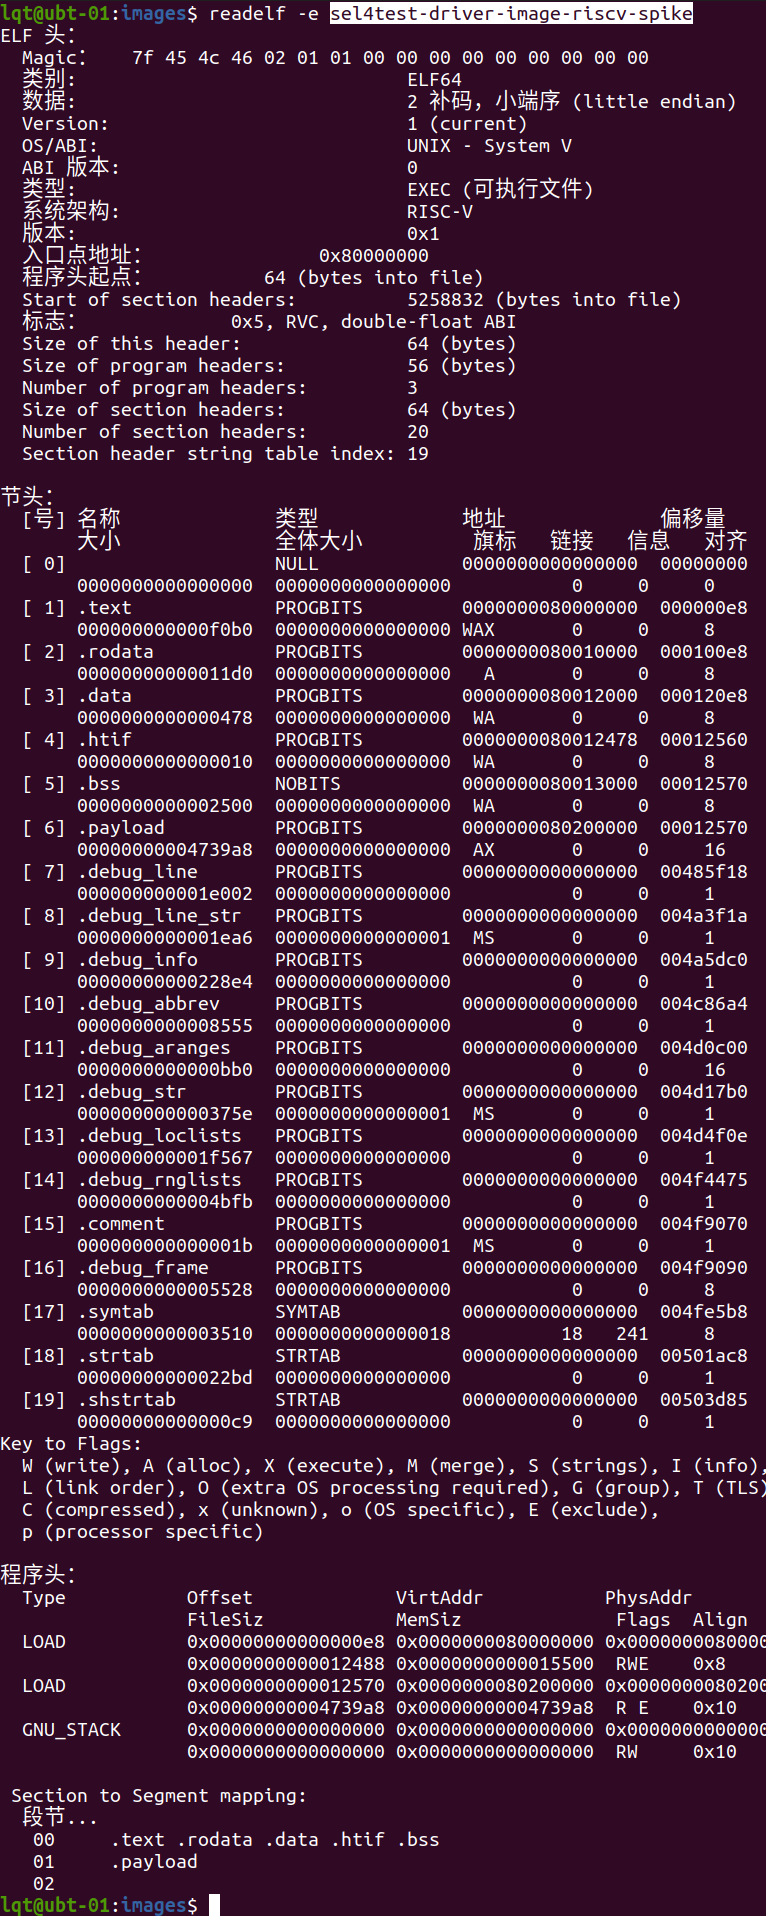 lqt@ubt-01:images$ readelf -e sel4test-driver-image-riscv-spike
ELF 头：
  Magic：   7f 45 4c 46 02 01 01 00 00 00 00 00 00 00 00 00
  类别:                              ELF64
  数据:                              2 补码，小端序 (little endian)
  Version:                           1 (current)
  OS/ABI:                            UNIX - System V
  ABI 版本:                          0
  类型:                              EXEC (可执行文件)
  系统架构:                          RISC-V
  版本:                              0x1
  入口点地址：               0x80000000
  程序头起点：          64 (bytes into file)
  Start of section headers:          5258832 (bytes into file)
  标志：             0x5, RVC, double-float ABI
  Size of this header:               64 (bytes)
  Size of program headers:           56 (bytes)
  Number of program headers:         3
  Size of section headers:           64 (bytes)
  Number of section headers:         20
  Section header string table index: 19
节头：
  [号] 名称              类型             地址              偏移量
       大小              全体大小          旗标   链接   信息   对齐
  [ 0]                   NULL             0000000000000000  00000000
       0000000000000000  0000000000000000           0     0     0
  [ 1] .text             PROGBITS         0000000080000000  000000e8
       000000000000f0b0  0000000000000000 WAX       0     0     8
  [ 2] .rodata           PROGBITS         0000000080010000  000100e8
       00000000000011d0  0000000000000000   A       0     0     8
  [ 3] .data             PROGBITS         0000000080012000  000120e8
       0000000000000478  0000000000000000  WA       0     0     8
  [ 4] .htif             PROGBITS         0000000080012478  00012560
       0000000000000010  0000000000000000  WA       0     0     8
  [ 5] .bss              NOBITS           0000000080013000  00012570
       0000000000002500  0000000000000000  WA       0     0     8
  [ 6] .payload          PROGBITS         0000000080200000  00012570
       00000000004739a8  0000000000000000  AX       0     0     16
  [ 7] .debug_line       PROGBITS         0000000000000000  00485f18
       000000000001e002  0000000000000000           0     0     1
  [ 8] .debug_line_str   PROGBITS         0000000000000000  004a3f1a
       0000000000001ea6  0000000000000001  MS       0     0     1
  [ 9] .debug_info       PROGBITS         0000000000000000  004a5dc0
       00000000000228e4  0000000000000000           0     0     1
  [10] .debug_abbrev     PROGBITS         0000000000000000  004c86a4
       0000000000008555  0000000000000000           0     0     1
  [11] .debug_aranges    PROGBITS         0000000000000000  004d0c00
       0000000000000bb0  0000000000000000           0     0     16
  [12] .debug_str        PROGBITS         0000000000000000  004d17b0
       000000000000375e  0000000000000001  MS       0     0     1
  [13] .debug_loclists   PROGBITS         0000000000000000  004d4f0e
       000000000001f567  0000000000000000           0     0     1
  [14] .debug_rnglists   PROGBITS         0000000000000000  004f4475
       0000000000004bfb  0000000000000000           0     0     1
  [15] .comment          PROGBITS         0000000000000000  004f9070
       000000000000001b  0000000000000001  MS       0     0     1
  [16] .debug_frame      PROGBITS         0000000000000000  004f9090
       0000000000005528  0000000000000000           0     0     8
  [17] .symtab           SYMTAB           0000000000000000  004fe5b8
       0000000000003510  0000000000000018          18   241     8
  [18] .strtab           STRTAB           0000000000000000  00501ac8
       00000000000022bd  0000000000000000           0     0     1
  [19] .shstrtab         STRTAB           0000000000000000  00503d85
       00000000000000c9  0000000000000000           0     0     1
Key to Flags:
  W (write), A (alloc), X (execute), M (merge), S (strings), I (info),
  L (link order), O (extra OS processing required), G (group), T (TLS)
  C (compressed), x (unknown), o (OS specific), E (exclude),
  p (processor specific)
程序头：
  Type           Offset             VirtAddr           PhysAddr
                 FileSiz            MemSiz              Flags  Align
  LOAD           0x00000000000000e8 0x0000000080000000 0x0000000080000
                 0x0000000000012488 0x0000000000015500  RWE    0x8
  LOAD           0x0000000000012570 0x0000000080200000 0x0000000080200
                 0x00000000004739a8 0x00000000004739a8  R E    0x10
  GNU_STACK      0x0000000000000000 0x0000000000000000 0x0000000000000
                 0x0000000000000000 0x0000000000000000  RW     0x10
 Section to Segment mapping:
  段节...
   00     .text .rodata .data .htif .bss
   01     .payload
   02
lqt@ubt-01:images$